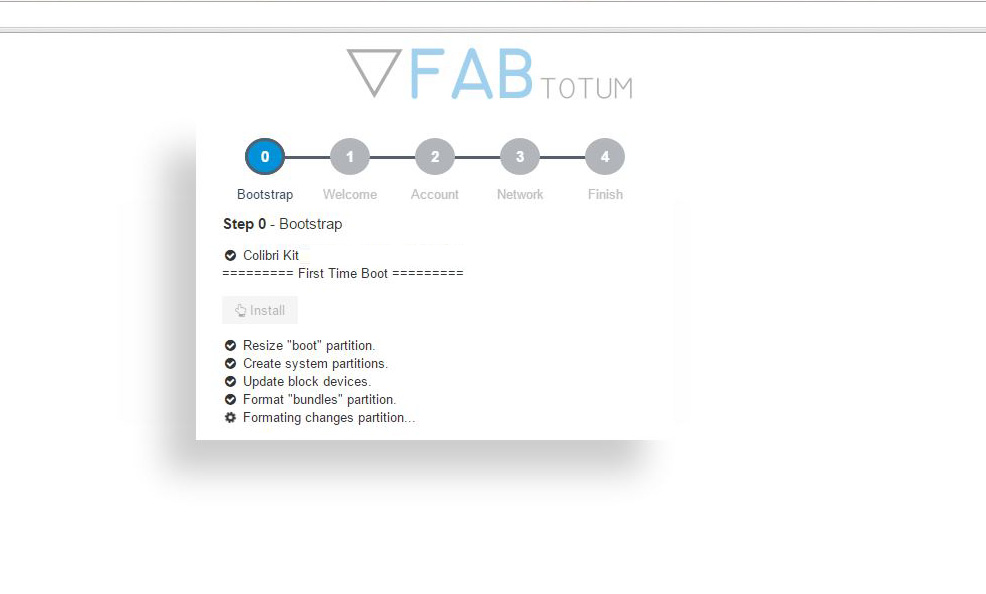 FAB TOTUM
0 1 2 3 4
Bootstrap Welcome Account Network Finish
Step 0 - Bootstrap
Colibri Kit
========= First Time Boot =========
Install
Resize "boot" partition.
Create system partitions.
Update block devices.
Format "bundles" partition.
Formating changes partition...